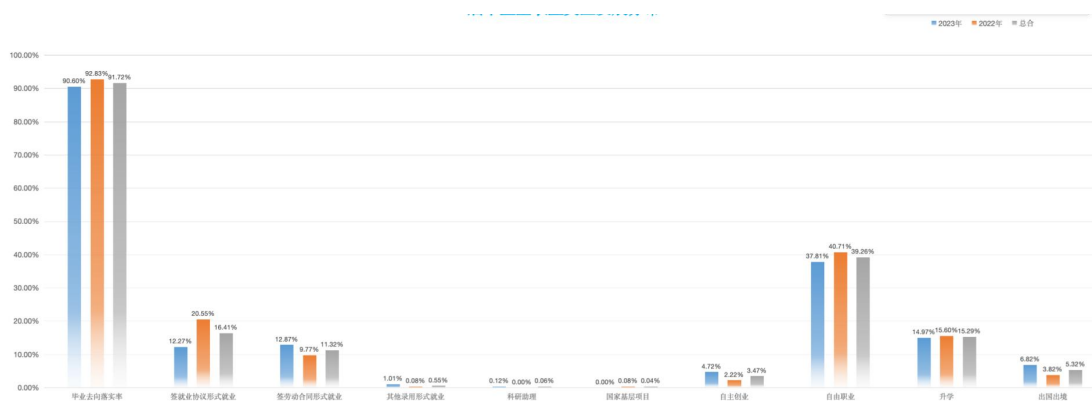 2023年 2022年 总合
100.00%
90.00%
80.00%
70.00%
60.00%
50.00%
40.00%
30.00%
20.00%
10.00%
0.00%
90.60% 92.83% 91.72%
12.27% 20.55% 16.41%
12.87% 9.77% 11.32%
1.01% 0.08% 0.55%
0.12% 0.00% 0.06%
0.00% 0.08% 0.04%
4.72% 2.22% 3.47%
37.81% 40.71% 39.26%
14.97% 15.60% 15.29%
6.82% 3.82% 5.32%
毕业去向落实率 签就业协议形式就业 签劳动合同形式就业 其他录用形式就业 科研助理 国家基层项目 自主创业 自由职业 升学 出国出境